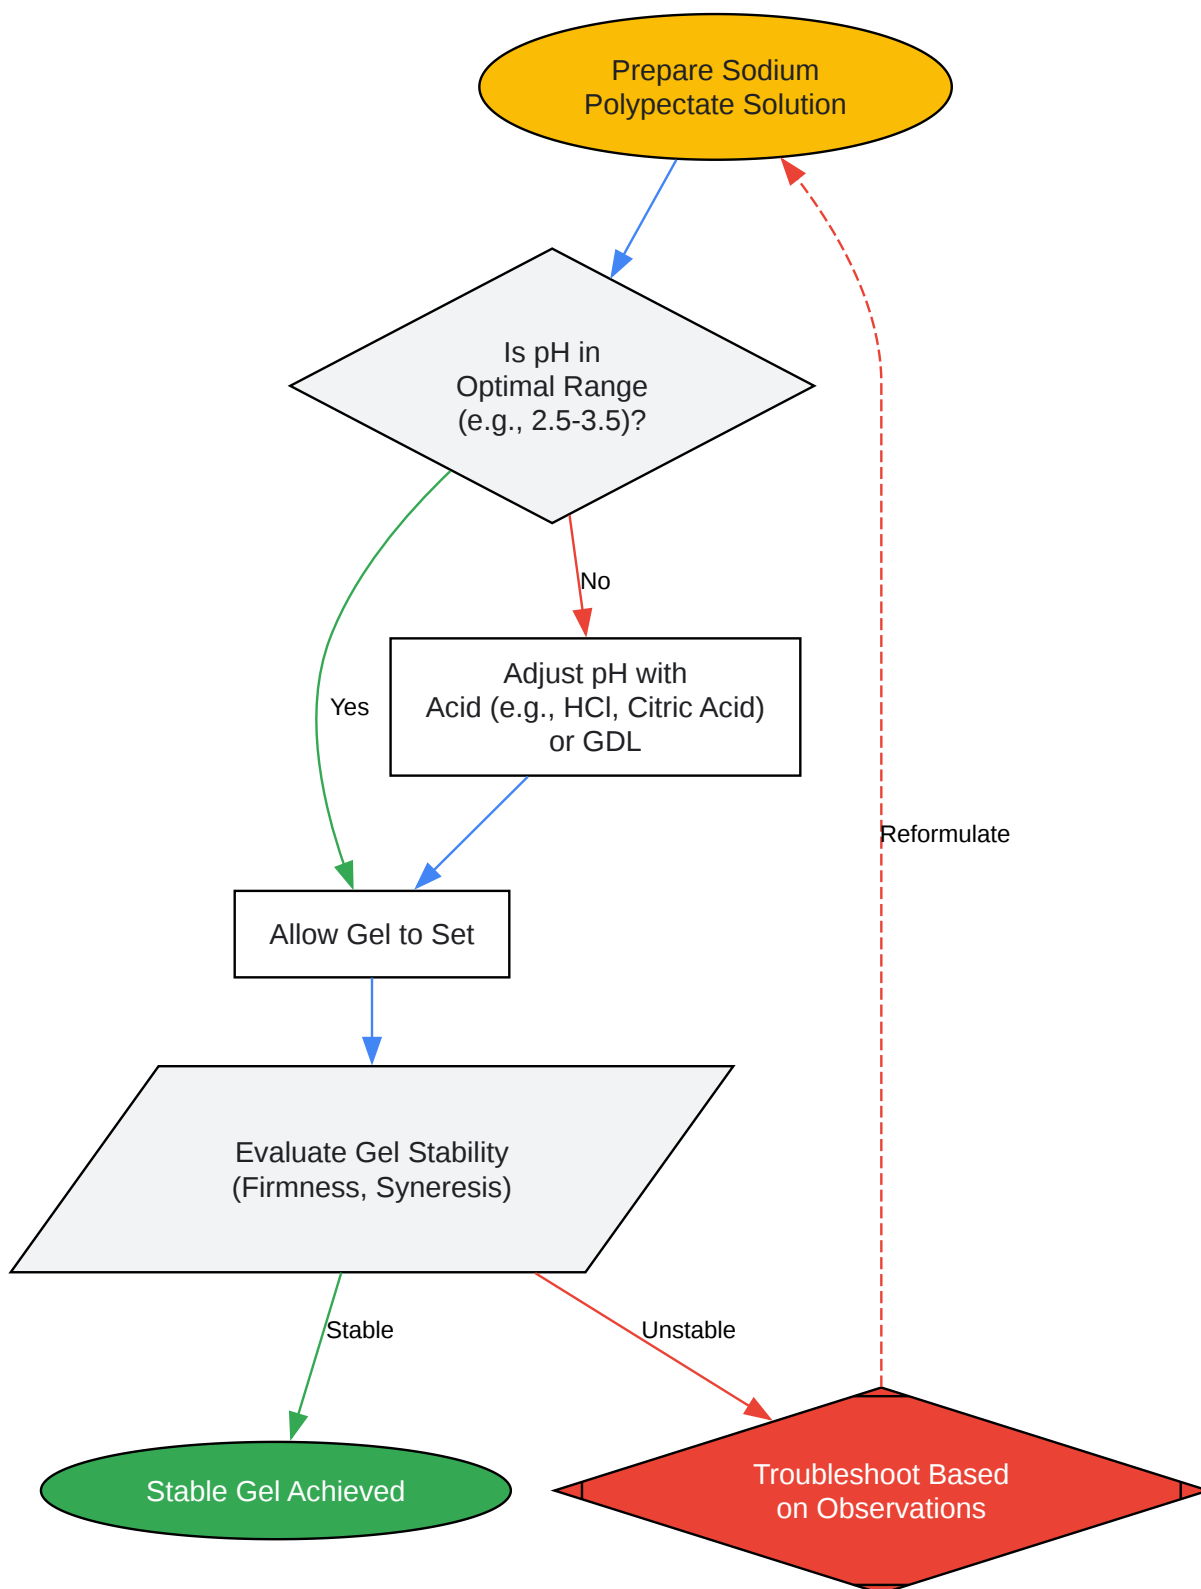 Prepare Sodium
Polypectate Solution
Is pH in
Optimal Range
(e.g., 2.5-3.5)?
No
Adjust pH with
Acid (e.g., HCl, Citric Acid)
or GDL
Yes
Reformulate
Allow Gel to Set
Evaluate Gel Stability
(Firmness, Syneresis)
Stable
Unstable
Stable Gel Achieved
Troubleshoot Based
on Observations